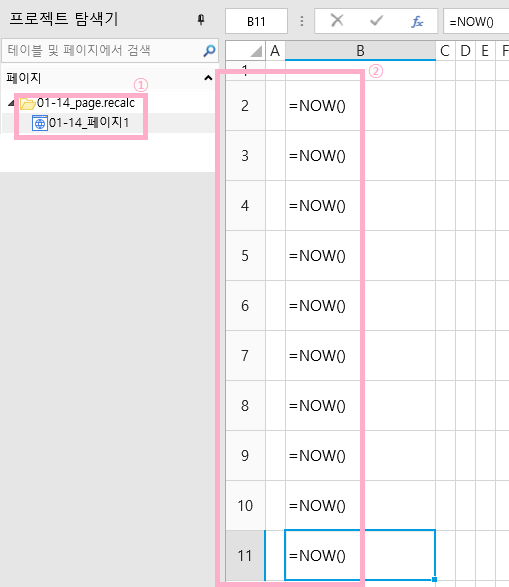 프로젝트 탐색기
테이블 및 페이지에서 검색
페이지
①
01-14_page.recalc
01-14_페이지1
B11
fx
=NOW()
A B C D E F
②
1
2 =NOW()
3 =NOW()
4 =NOW()
5 =NOW()
6 =NOW()
7 =NOW()
8 =NOW()
9 =NOW()
10 =NOW()
11 =NOW()